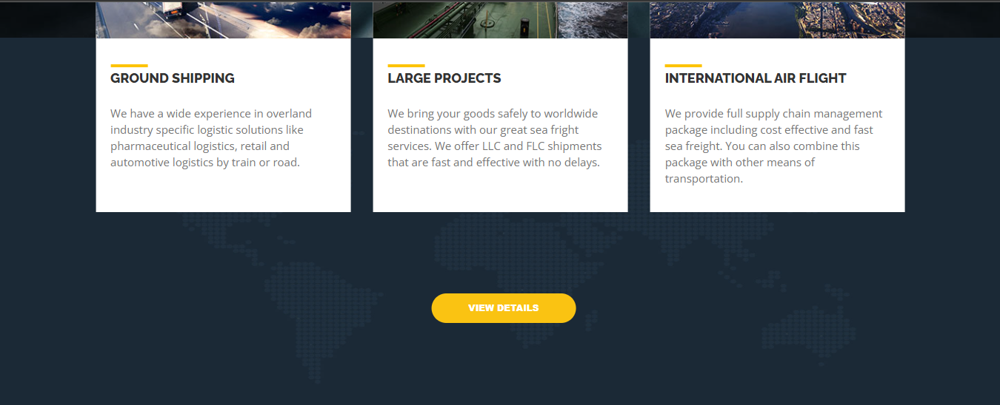 GROUND SHIPPING
We have a wide experience in overland
industry specific logistic solutions like
pharmaceutical logistics, retail and
automotive logistics by train or road.
LARGE PROJECTS
We bring your goods safely to worldwide
destinations with our great sea fright
services. We offer LLC and FLC shipments
that are fast and effective with no delays.
INTERNATIONAL AIR FLIGHT
We provide full supply chain management
package including cost effective and fast
sea freight. You can also combine this
package with other means of
transportation.
VIEW DETAILS